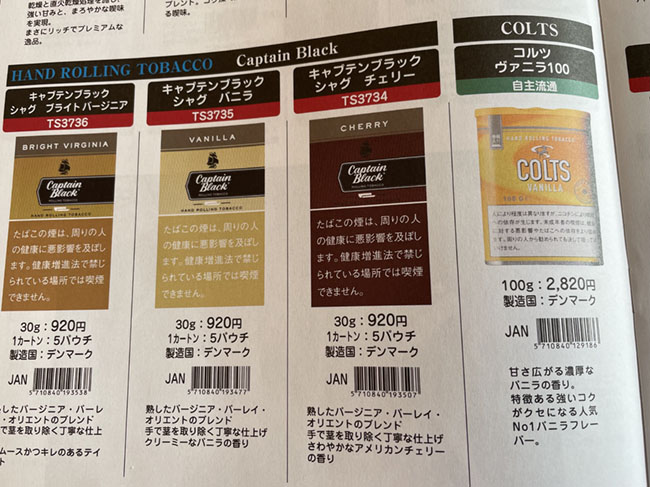 乾燥と直火乾燥処理を施し、
強い甘みと、まろやかな喫味
を実現。
まさにリッチでプレミアムな
逸品。
る喫味。
HAND ROLLING TOBACCO Captain Black
COLTS
キャプテンブラック
シャグ ブライトバージニア
TS3736
キャプテンブラック
シャグ バニラ
TS3735
キャプテンブラック
シャグ チェリー
TS3734
コルツ
ヴァニラ100
自主流通
BRIGHT VIRGINIA
Captain Black
HAND ROLLING TOBACCO
たばこの煙は、周りの人
の健康に悪影響を及ぼし
ます。健康増進法で禁じ
られている場所では喫煙
できません。
30g:920円
1カートン:5パウチ
製造国:デンマーク
JAN
5710840193538
熟したバージニア・バーレイ・
オリエントのブレンド
手で茎を取り除く丁寧な仕上
ムースかつキレのあるテイ
ト
VANILLA
Captain Black
HAND ROLLING TOBACCO
たばこの煙は、周りの人
の健康に悪影響を及ぼし
ます。健康増進法で禁じ
られている場所では喫煙
できません。
30g:920円
1カートン:5パウチ
製造国:デンマーク
JAN
5710840193477
熟したバージニア・バーレイ・
オリエントのブレンド
手で茎を取り除く丁寧な仕上げ
クリーミーなバニラの香り
CHERRY
Captain Black
たばこの煙は、周りの人
の健康に悪影響を及ぼし
ます。健康増進法で禁じ
られている場所では喫煙
できません。
30g:920円
1カートン:5パウチ
製造国:デンマーク
JAN
5710840193507
熟したバージニア・バーレイ・
オリエントのブレンド
手で茎を取り除く丁寧な仕上げ
さわやかなアメリカンチェリー
の香り
HAND ROLLING TOBACCO
COLTS
VANILLA
100 G
100g:2,820円
製造国:デンマーク
JAN
5710840129186
甘さ広がる濃厚な
バニラの香り。
特徴ある強いコク
がクセになる人気
No1バニラフレー
バー。